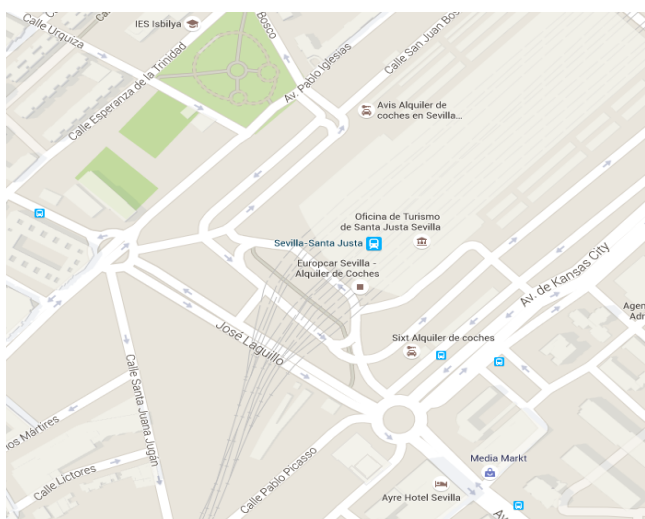 Calle Urquiza
IES Isbilya
Bosco
Calle San Juan Bos
Av. Pablo Iglesias
Calle Esperanza de la Trinidad
Avis Alquiler de
coches en Sevilla...
Oficina de Turismo
de Santa Justa Sevilla
Sevilla-Santa Justa
Europcar Sevilla -
Alquiler de Coches
Av. de Kansas City
Agen
Adr
José Laguillo
Sixt Alquiler de coches
Calle Santa Juana Jugán
os Mártires
Calle Lictores
Calle Pablo Picasso
Media Markt
Ayre Hotel Sevilla
Av